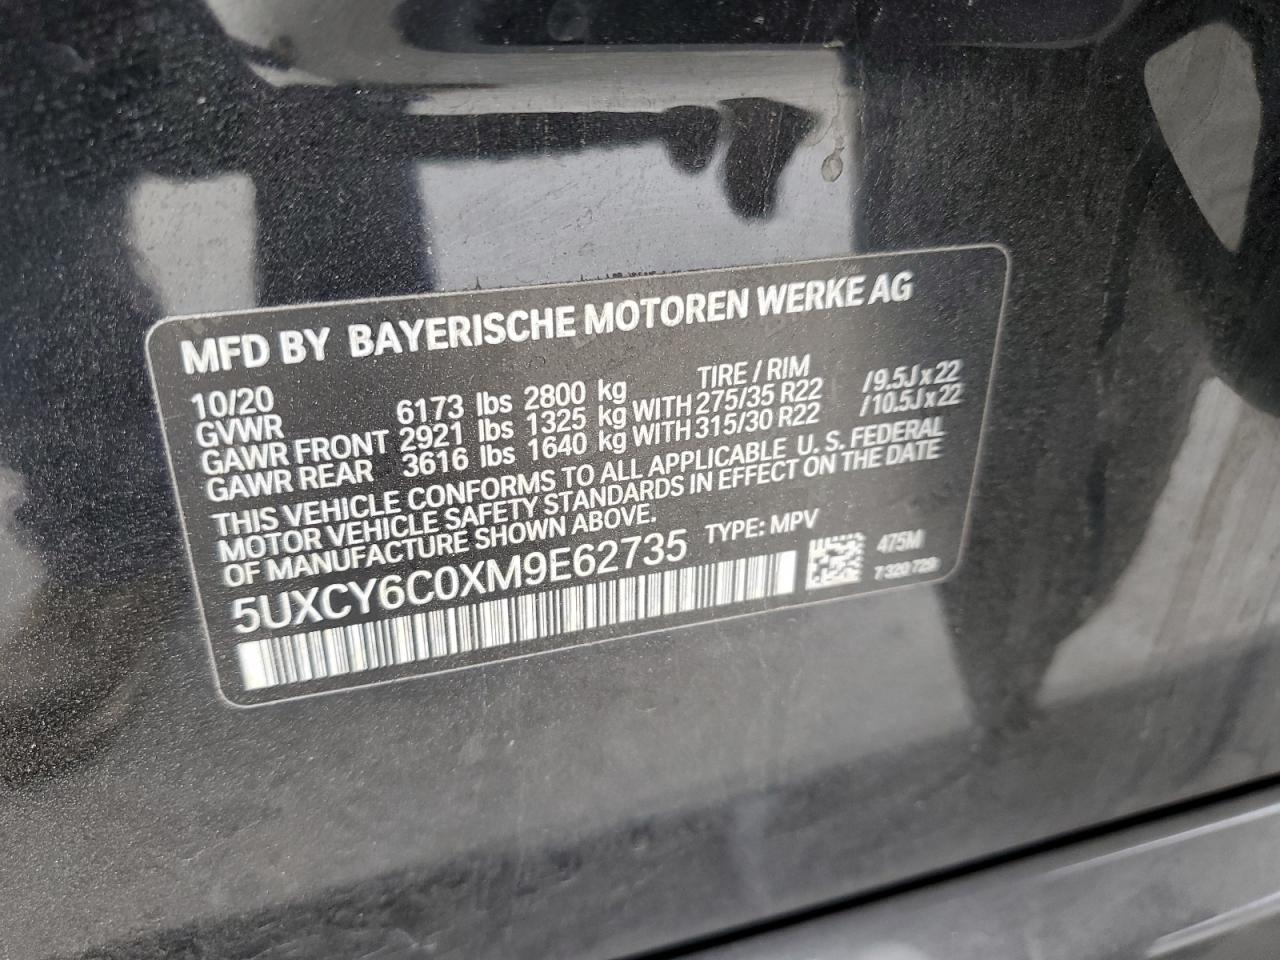 MFD BY BAYERISCHE MOTOREN WERKE AG
10/20 TIRE / RIM
GVWR 6173 lbs 2800 kg
GAWR FRONT 2921 lbs 1325 kg WITH 275/35 R22 /9.5J x 22
GAWR REAR 3616 lbs 1640 kg WITH 315/30 R22 /10.5J x 22
THIS VEHICLE CONFORMS TO ALL APPLICABLE U. S. FEDERAL
MOTOR VEHICLE SAFETY STANDARDS IN EFFECT ON THE DATE
OF MANUFACTURE SHOWN ABOVE.
5UXCY6C0XM9E62735 TYPE: MPV
475M
7 320 729